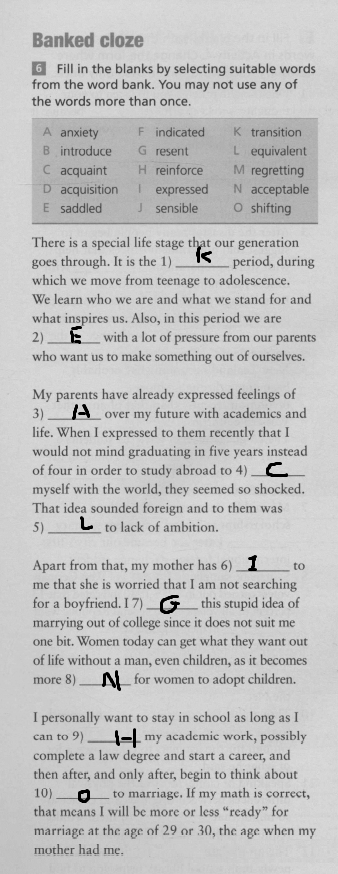 Banked cloze
6 Fill in the blanks by selecting suitable words
from the word bank. You may not use any of
the words more than once.
A anxiety F indicated K transition
B introduce G resent L equivalent
C acquaint H reinforce M regretting
D acquisition I expressed N acceptable
E saddled J sensible O shifting
There is a special life stage that our generation
goes through. It is the 1) K period, during
which we move from teenage to adolescence.
We learn who we are and what we stand for and
what inspires us. Also, in this period we are
2) E with a lot of pressure from our parents
who want us to make something out of ourselves.
My parents have already expressed feelings of
3) A over my future with academics and
life. When I expressed to them recently that I
would not mind graduating in five years instead
of four in order to study abroad to 4) C
myself with the world, they seemed so shocked.
That idea sounded foreign and to them was
5) L to lack of ambition.
Apart from that, my mother has 6) I to
me that she is worried that I am not searching
for a boyfriend. I 7) G this stupid idea of
marrying out of college since it does not suit me
one bit. Women today can get what they want out
of life without a man, even children, as it becomes
more 8) N for women to adopt children.
I personally want to stay in school as long as I
can to 9) H my academic work, possibly
complete a law degree and start a career, and
then after, and only after, begin to think about
10) O to marriage. If my math is correct,
that means I will be more or less “ready” for
marriage at the age of 29 or 30, the age when my
mother had me.